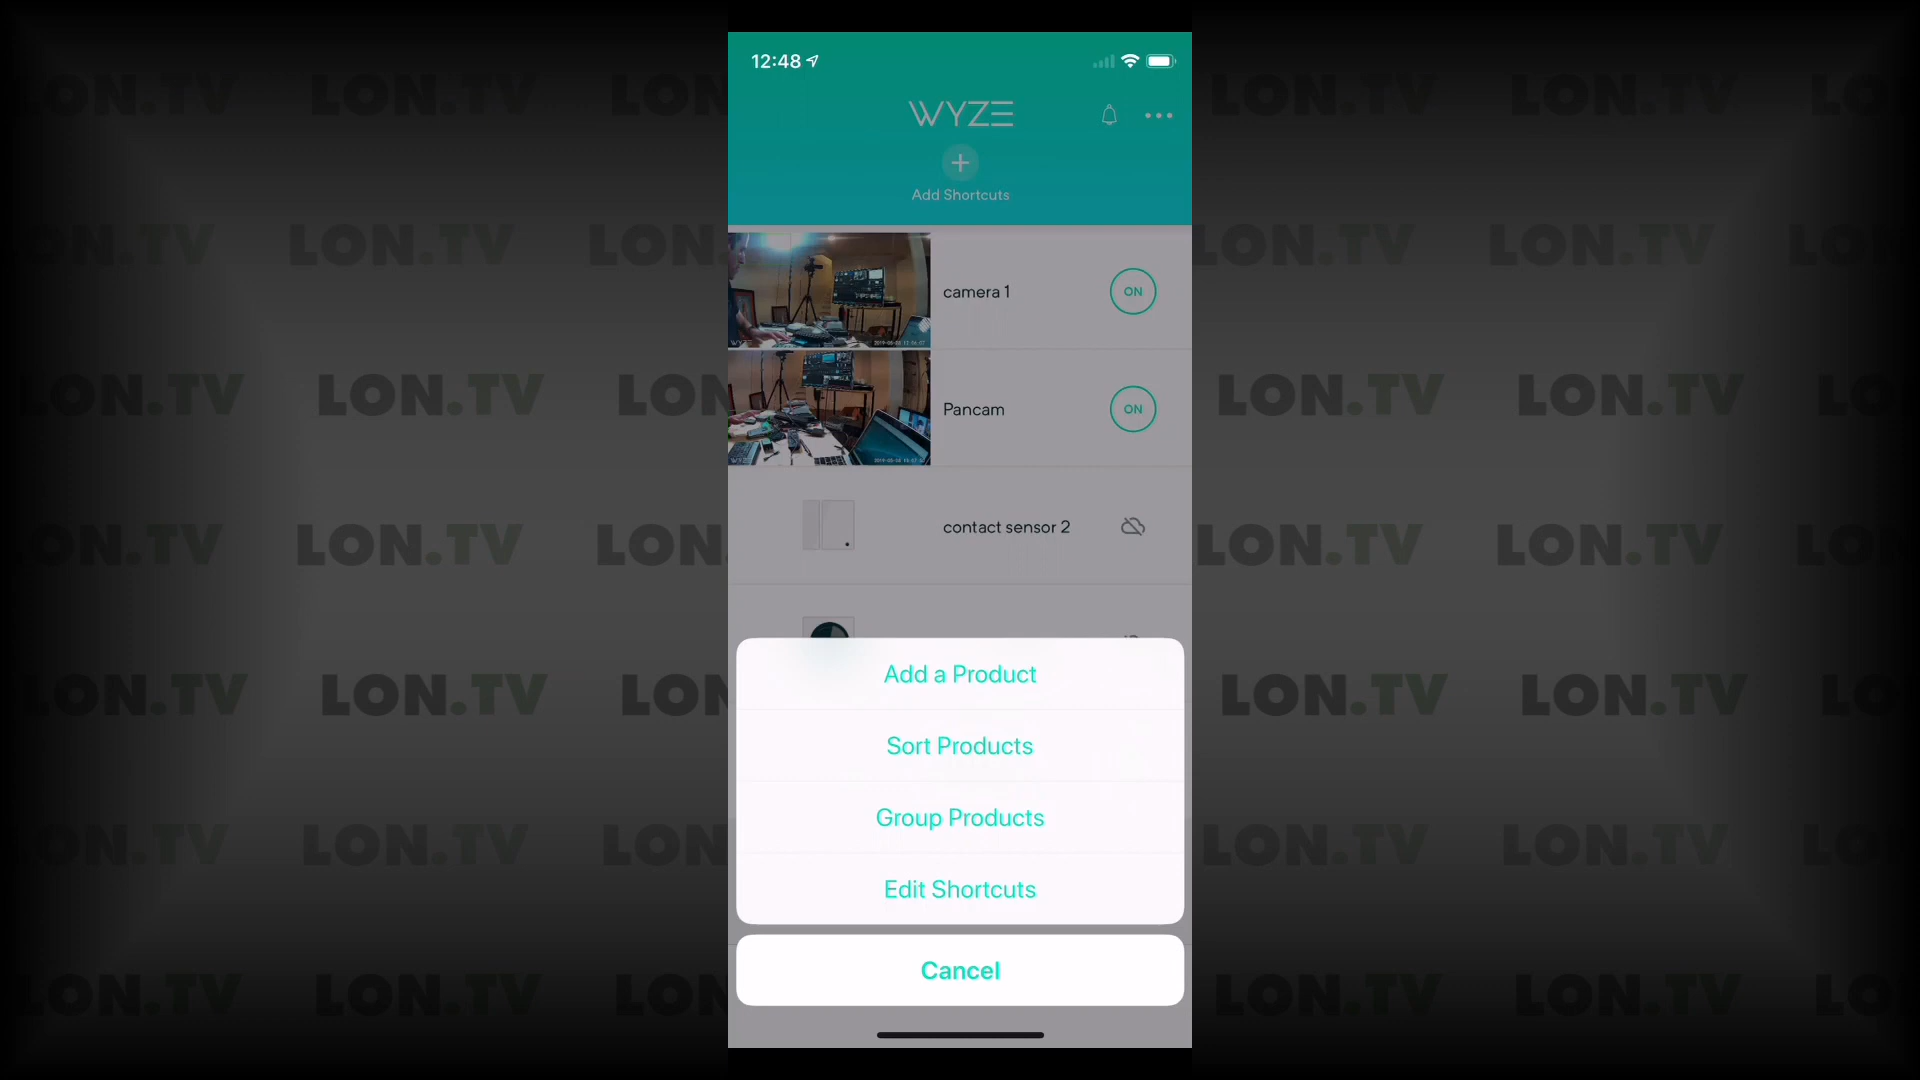 12:48
WYZE
Add Shortcuts
camera 1
ON
Pancam
ON
contact sensor 2
Add a Product
Sort Products
Group Products
Edit Shortcuts
Cancel
LON.TV